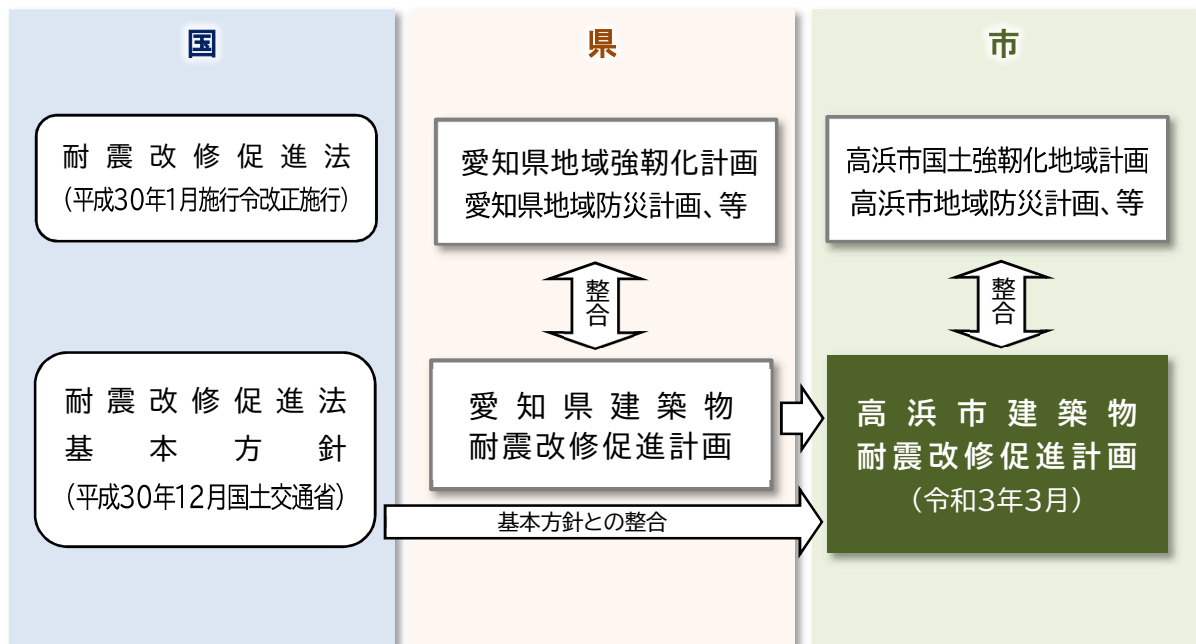 国
耐震改修促進法
(平成30年1月施行令改正施行)
耐震改修促進法
基本方針
(平成30年12月国土交通省)
県
愛知県地域強靭化計画
愛知県地域防災計画、等
整合
愛知県建築物
耐震改修促進計画
基本方針との整合
市
高浜市国土強靭化地域計画
高浜市地域防災計画、等
整合
高浜市建築物
耐震改修促進計画
(令和3年3月)